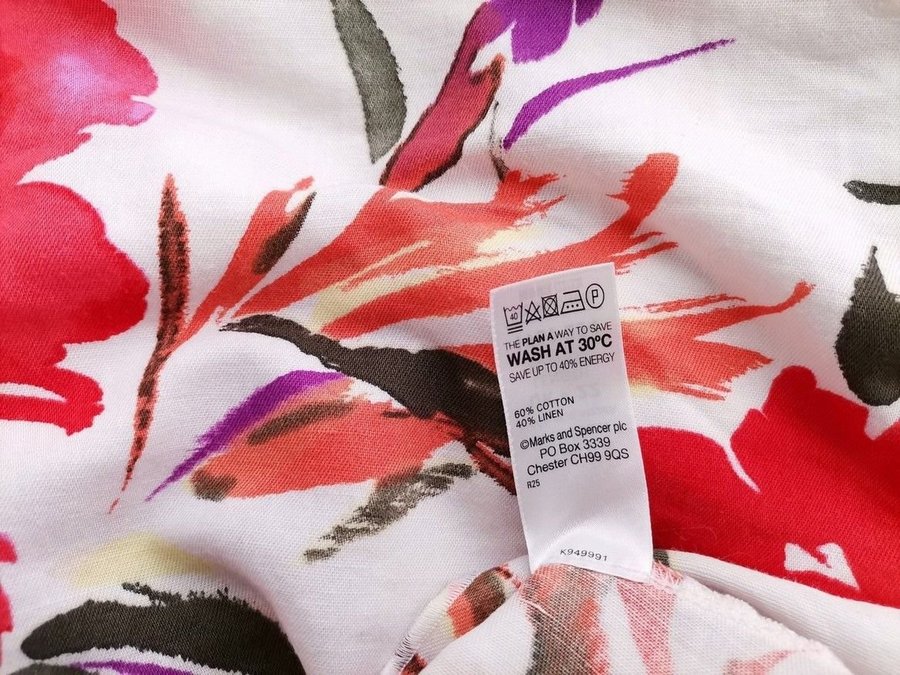 40 P
THE PLAN A WAY TO SAVE
WASH AT 30°C
SAVE UP TO 40% ENERGY
60% COTTON
40% LINEN
©Marks and Spencer plc
PO Box 3339
Chester CH99 9QS
R25
K949991